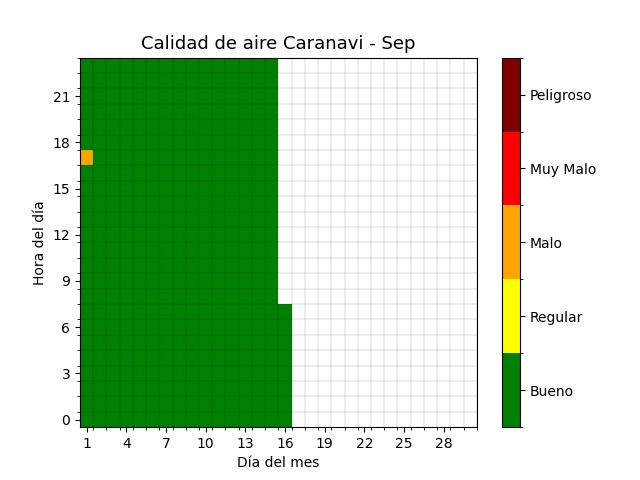 Calidad de aire Caranavi - Sep
Hora del día
21
18
15
12
9
6
3
0
1 4 7 10 13 16 19 22 25 28
Día del mes
Peligroso
Muy Malo
Malo
Regular
Bueno